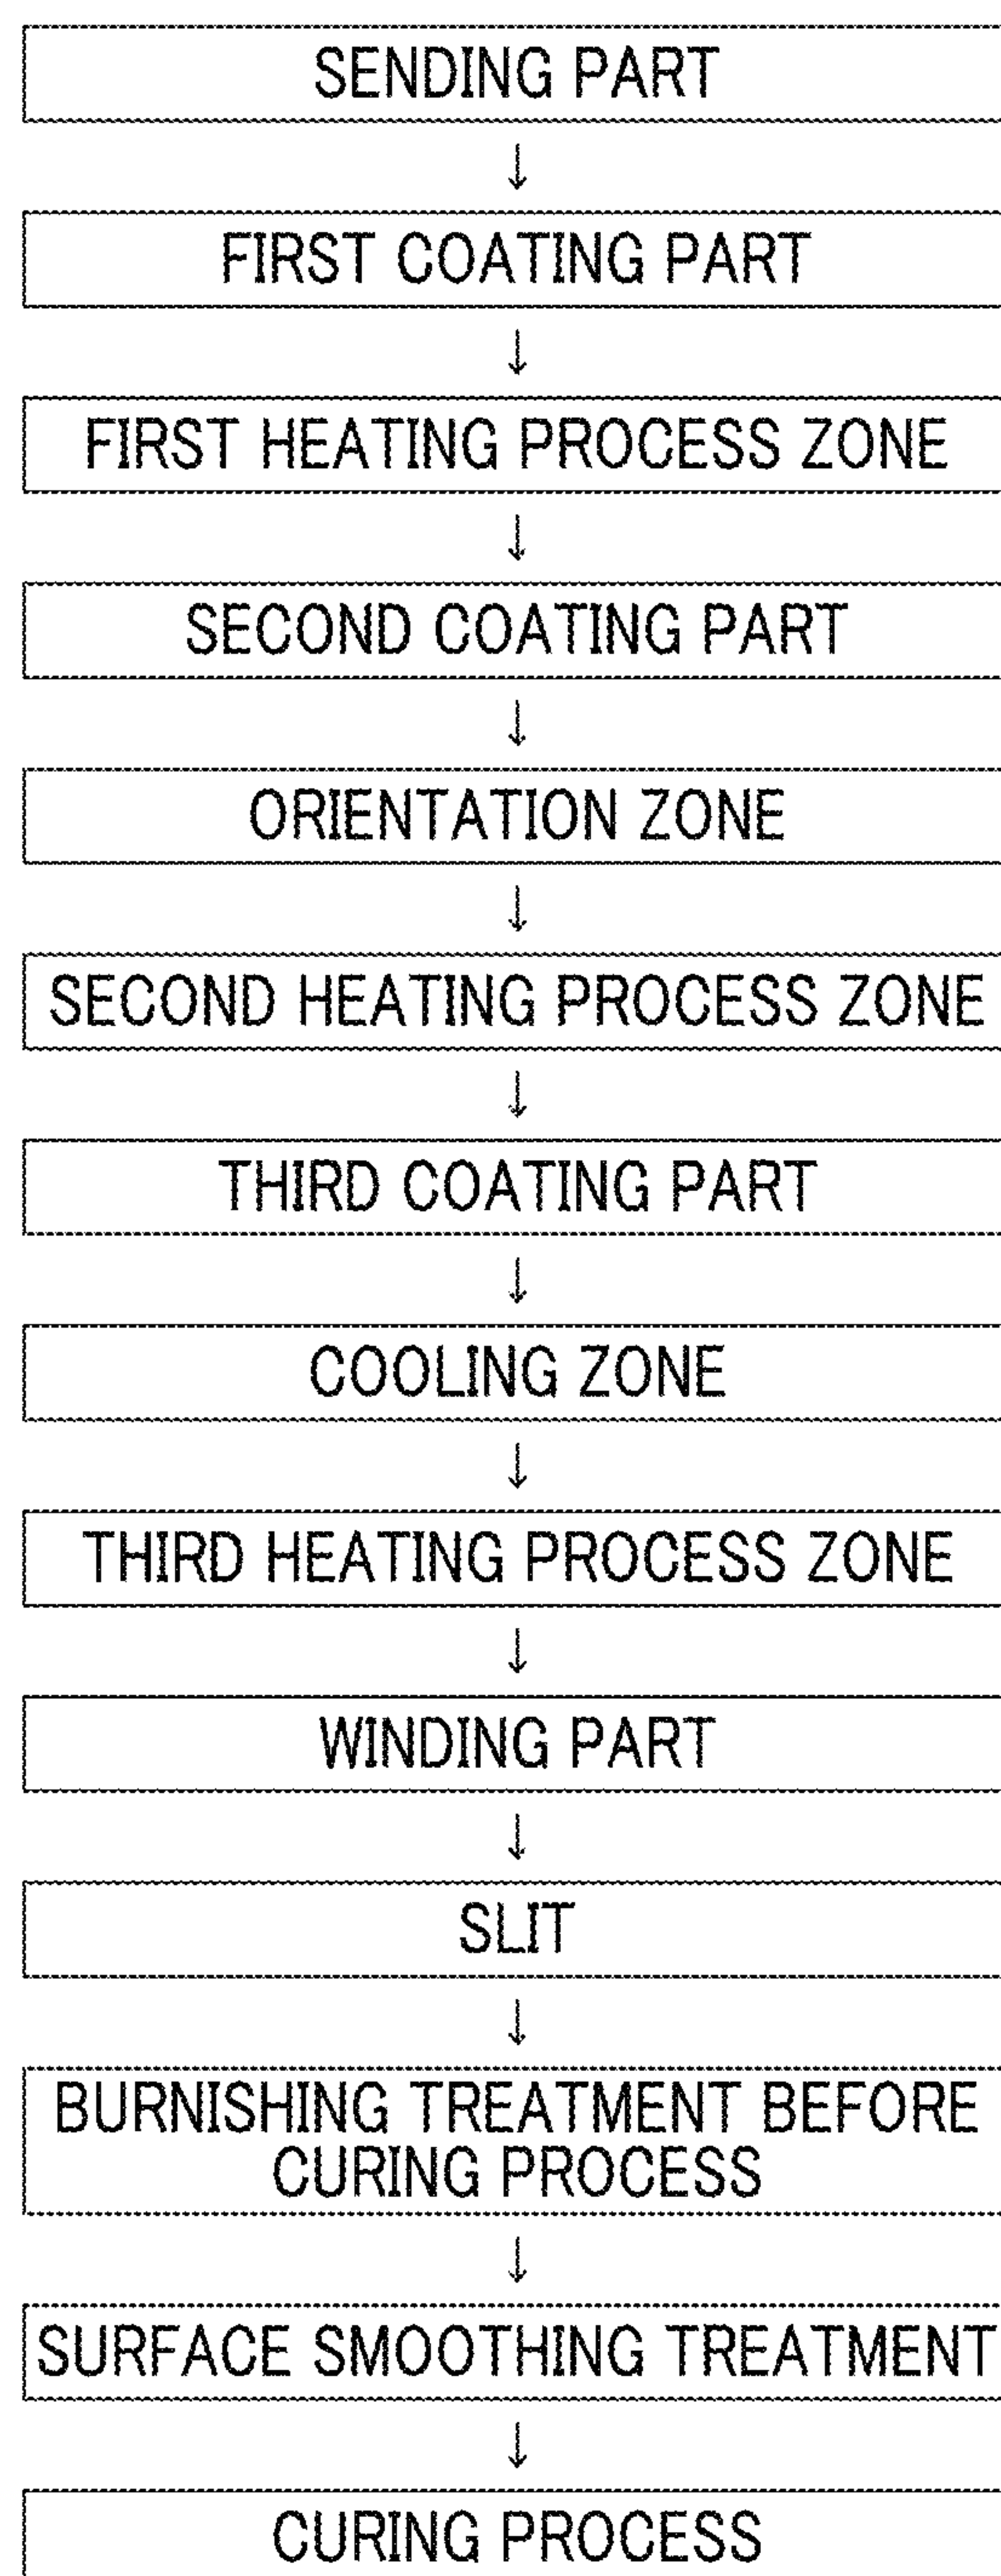 SENDING PART
↓
FIRST COATING PART
↓
FIRST HEATING PROCESS ZONE
↓
SECOND COATING PART
↓
ORIENTATION ZONE
↓
SECOND HEATING PROCESS ZONE
↓
THIRD COATING PART
↓
COOLING ZONE
↓
THIRD HEATING PROCESS ZONE
↓
WINDING PART
↓
SLIT
↓
BURNISHING TREATMENT BEFORE
CURING PROCESS
↓
SURFACE SMOOTHING TREATMENT
↓
CURING PROCESS